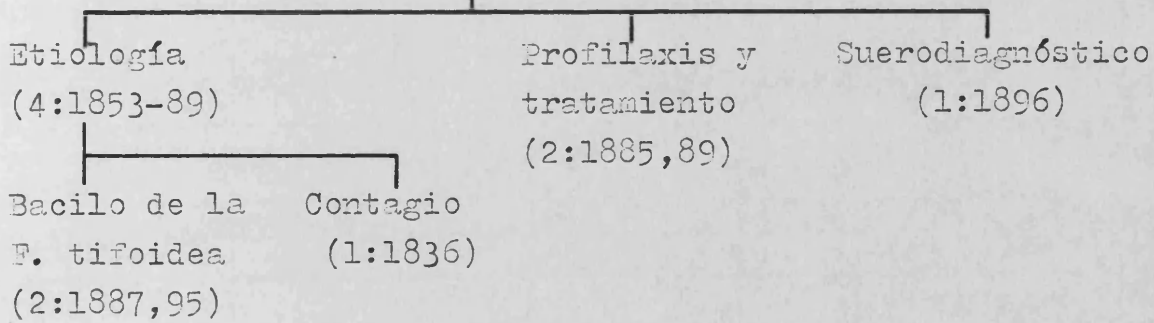 Etiología
(4:1853-89)
Profilaxis y
tratamiento
(2:1885,89)
Suerodiagnóstico
(1:1896)
Bacilo de la
F. tifoidea
(2:1887,95)
Contagio
(1:1836)